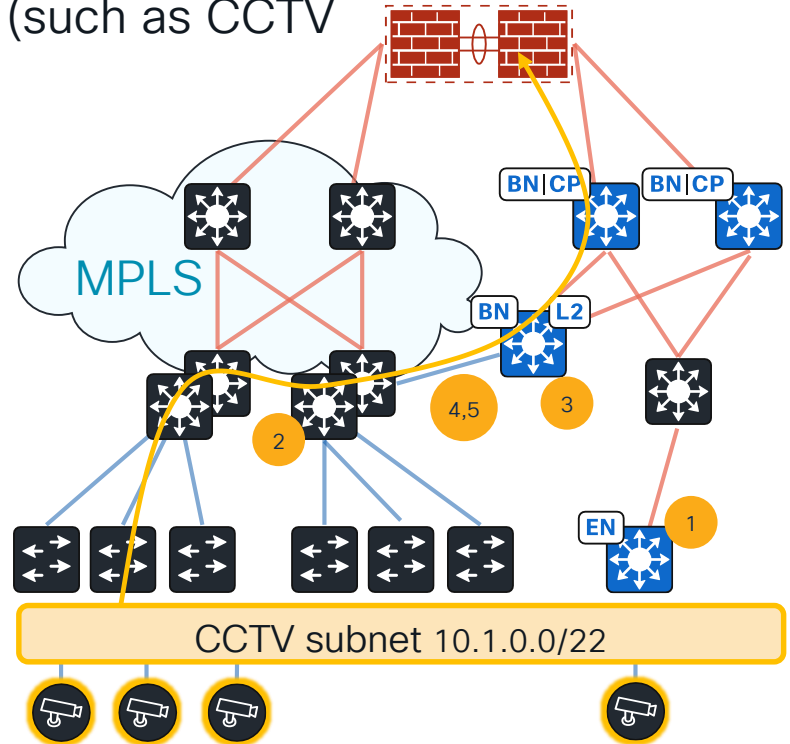 (such as CCTV
BN|CP
BN|CP
MPLS
BN
L2
4,5
3
2
EN
1
CCTV subnet 10.1.0.0/22